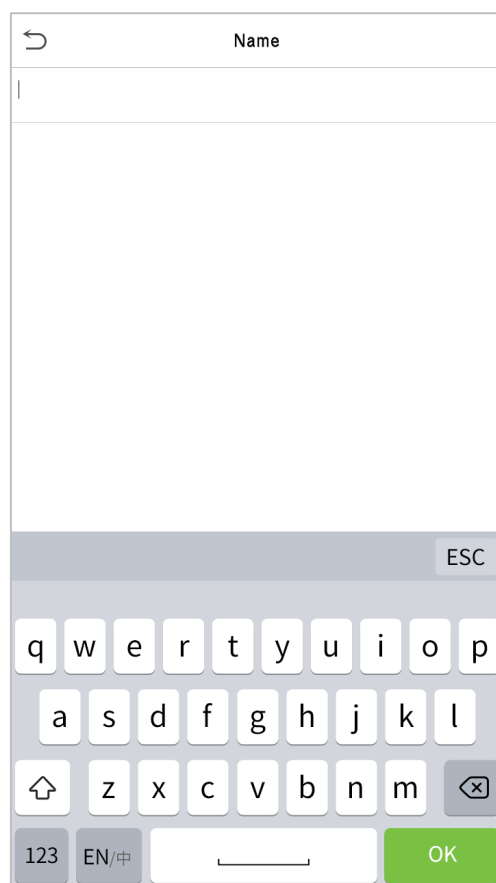 Name
ESC
q w e r t y u i o p
a s d f g h j k l
z x c v b n m
123 EN/中 OK